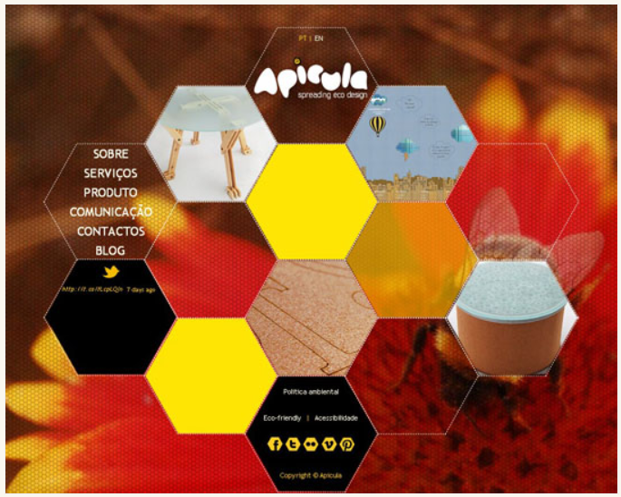 PT | EN
Apicula
spreading eco design
SOBRE
SERVIÇOS
PRODUTO
COMUNICAÇÃO
CONTACTOS
BLOG
7 days ago
Política ambiental
Eco-friendly | Acessibilidade
Copyright © Apicula